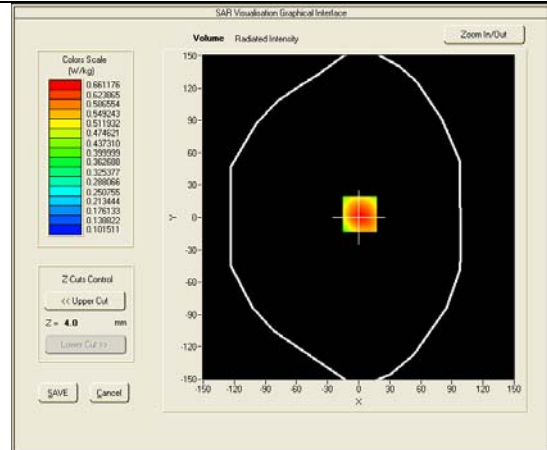 SAR Visualisation Graphical Interface
Volume Radiated Intensity
Zoom In/Out
Colors Scale
(W/kg)
0.661176
0.623865
0.586554
0.549243
0.511932
0.474621
0.437310
0.399999
0.362688
0.325377
0.288066
0.250755
0.213444
0.176133
0.138822
0.101511
Z Cuts Control
<< Upper Cut
Z = 4.0 mm
Lower Cut >>
SAVE Cancel
150-
120-
90-
60-
30-
0-
-30-
-60-
-90-
-120-
-150-
Y
-150 -120 -90 -60 -30 0 30 60 90 120 150
X